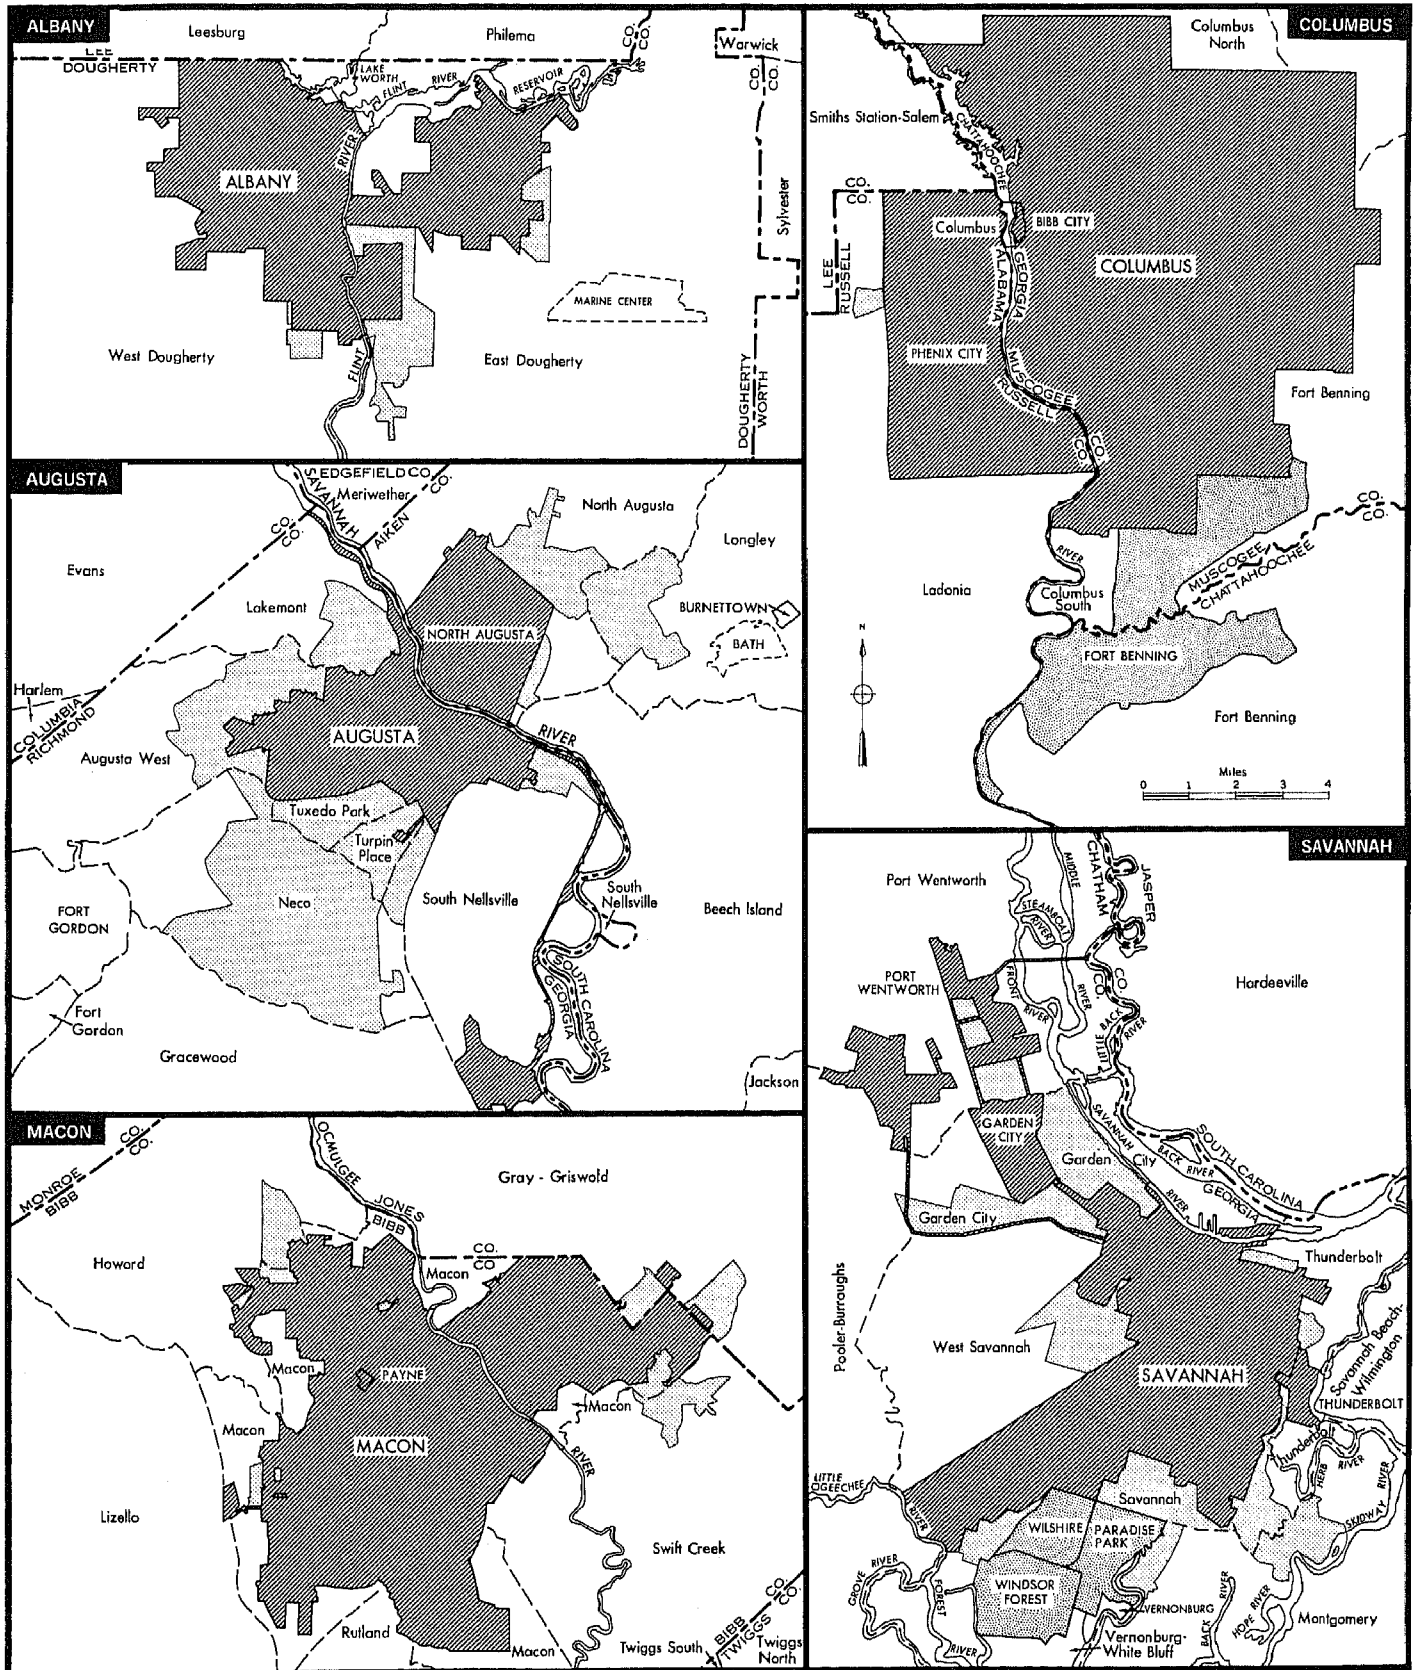 ALBANY
Leesburg
Philema
CO.
CO.
Warwick
LEE
DOUGHERTY
LAKE
WORTH
FLINT
RIVER
RESERVOIR
CO.
CO.
RIVER
ALBANY
Sylvester
MARINE CENTER
West Dougherty
East Dougherty
FLINT
DOUGHERTY
WORTH
COLUMBUS
Columbus
North
Smiths Station-Salem
CHATTAHOOCHEE
CO.
CO.
LEE
RUSSELL
Columbus
BIBB CITY
GEORGIA
ALABAMA
COLUMBUS
PHENIX CITY
MUSCOGEE
RUSSELL
CO.
CO.
Fort Benning
CO.
CO.
RIVER
MUSCOGEE
CHATTAHOOCHEE
Ladonia
Columbus
South
N
FORT BENNING
Fort Benning
Miles
0 1 2 3 4
AUGUSTA
EDGEFIELD CO.
SAVANNAH
Meriwether
CO.
AIKEN
CO.
CO.
North Augusta
Longley
Evans
Lakemont
BURNETTOWN
NORTH AUGUSTA
BATH
Harlem
COLUMBIA
RICHMOND
AUGUSTA
RIVER
Augusta West
Tuxedo Park
Turpin
Place
Neco
South Nellsville
South
Nellsville
Beech Island
FORT
GORDON
SOUTH CAROLINA
GEORGIA
Fort
Gordon
Gracewood
Jackson
MACON
CO.
CO.
MONROE
BIBB
OCMULGEE
JONES
BIBB
Gray - Griswold
CO.
CO.
Howard
Macon
Macon
PAYNE
Macon
Macon
MACON
RIVER
Lizello
Swift Creek
Rutland
Macon
CO.
CO.
BIBB
TWIGGS
Twiggs South
Twiggs
North
SAVANNAH
Port Wentworth
MIDDLE
CHATHAM
JASPER
STEAMBOAT
RIVER
PORT
WENTWORTH
FRONT
RIVER
RIVER
CO.
CO.
Hardeeville
LITTLE BACK
RIVER
GARDEN
CITY
Garden City
SAVANNAH
RIVER
BACK
RIVER
SOUTH CAROLINA
GEORGIA
Garden City
Thunderbolt
Pooler-Burroughs
West Savannah
SAVANNAH
Savannah Beach-
Wilmington
THUNDERBOLT
Thunderbolt
HERB
RIVER
SKIDWAY
RIVER
LITTLE
OGEECHEE
RIVER
Savannah
WILSHIRE
PARADISE
PARK
WINDSOR
FOREST
GROVE
RIVER
FOREST
RIVER
VERNONBURG
Vernonburg-
White Bluff
BACK
RIVER
HOPE
RIVER
Montgomery